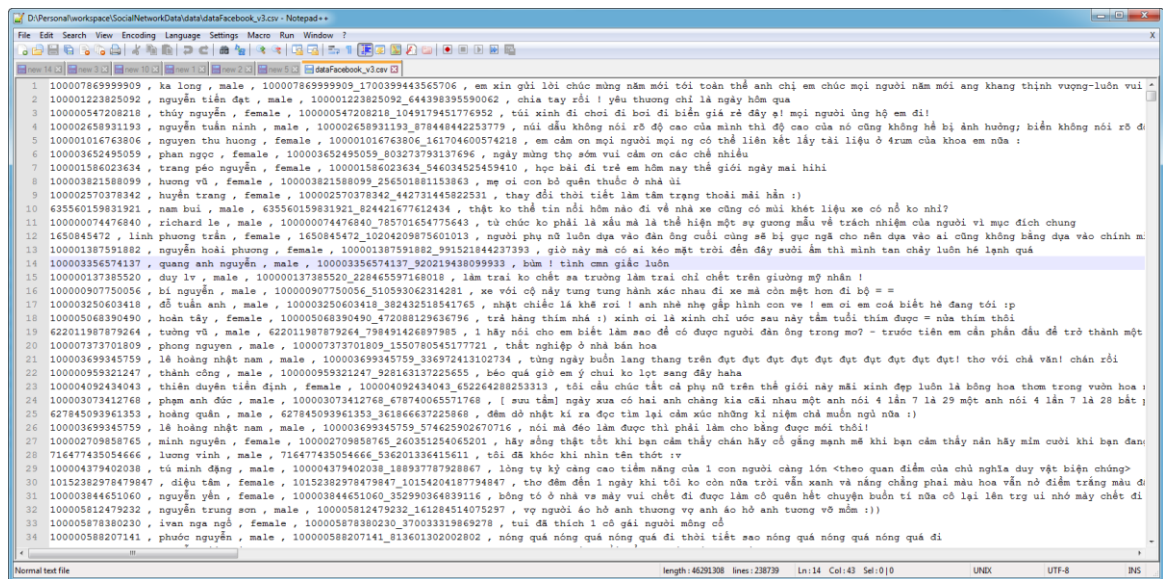 D:\Personal\workspace\SocialNetworkData\data\dataFacebook_v3.csv - Notepad++
File Edit Search View Encoding Language Settings Macro Run Window ? X
new 14 new 3 new 10 new 1 new 2 new 5 dataFacebook_v3.csv
1 100007869999909 , ka long , male , 100007869999909_1700399443565706 , em xin gửi lời chúc mừng năm mới tới toàn thể anh chị em chúc mọi người năm mới ang khang thịnh vượng-luôn vui
2 100001223825092 , nguyễn tiến đạt , male , 100001223825092_644398395590062 , chia tay rồi ! yêu thương chỉ là ngày hôm qua
3 100000547208218 , thúy nguyễn , female , 100000547208218_1049179451776952 , túi xinh đi chơi đi bơi đi biển giá rẻ đây ạ! mọi người ủng hộ em đi!
4 100002658931193 , nguyễn tuấn ninh , male , 100002658931193_878448442253779 , núi dẫu không nói rõ độ cao của mình thì độ cao của nó cũng không hề bị ảnh hưởng; biển không nói rõ
5 100001016763806 , nguyen thu huong , female , 100001016763806_161704600574218 , em cảm ơn mọi người mọi ng có thể liên kết lấy tài liệu ở 4rum của khoa em nữa :
6 100003652495059 , phan ngọc , female , 100003652495059_803273793137696 , ngày mừng thọ sớm vui cảm ơn các chế nhiều
7 100001586023634 , trang péo nguyễn , female , 100001586023634_546034525459410 , học bài đi trẻ em hôm nay thế giới ngày mai hihi
8 100003821588099 , hương vũ , female , 100003821588099_256501881153863 , mẹ ơi con bỏ quên thuốc ở nhà ùi
9 100002570378342 , huyền trang , female , 100002570378342_442731445822531 , thay đổi thời tiết làm tâm trạng thoải mải hẳn :)
10 635560159831921 , nam bui , male , 635560159831921_824421677612434 , thật ko thể tin nổi hôm nào đi về nhà xe cũng có mùi khét liệu xe có nổ ko nhỉ?
11 100000074476840 , richard le , male , 100000074476840_785701654775643 , từ chức ko phải là xấu mà là thể hiện một sự gương mẫu về trách nhiệm của người vì mục đích chung
12 1650845472 , linh phương trần , female , 1650845472_10204209875601013 , người phụ nữ luôn dựa vào đàn ông cuối cùng sẽ bị gục ngã cho nên dựa vào ai cũng không bằng dựa vào chính
13 100001387591882 , nguyễn hoài phương , female , 100001387591882_991521844237393 , giờ này mà có ai kéo mặt trời đến đây sưởi ấm thì mình tan chảy luôn hé lạnh quá
14 100003356574137 , quang anh nguyễn , male , 100003356574137_920219438099933 , bùm ! tình cmn giấc luôn
15 100000137385520 , duy lv , male , 100000137385520_228465597168018 , làm trai ko chết sa trường làm trai chỉ chết trên giường mỹ nhân !
16 100000907750056 , bi nguyễn , male , 100000907750056_510593062314281 , xe với cộ này tung tung hành xác nhau đi xe mà còn mệt hơn đi bộ = =
17 100003250603418 , đỗ tuấn anh , male , 100003250603418_382432518541765 , nhặt chiếc lá khẽ rơi ! anh nhè nhẹ gấp hình con ve ! em ơi em coá biết hè đang tới :p
18 100005068390490 , hoàn tây , female , 100005068390490_472088129636796 , trả hàng thím nhà :) xinh ơi là xinh chỉ ước sau này tầm tuổi thím được = nửa thím thôi
19 622011987879264 , tường vũ , male , 622011987879264_798491426897985 , 1 hãy nói cho em biết làm sao để có được người đàn ông trong mơ? - trước tiên em cần phấn đấu để trở thành một
20 100007373701809 , phong nguyen , male , 100007373701809_1550780545177721 , thất nghiệp ở nhà bán hoa
21 100003699345759 , lê hoàng nhật nam , male , 100003699345759_336972413102734 , từng ngày buồn lang thang trên đụt đụt đụt đụt đụt đụt đụt đụt đụt đụt! thơ với chả văn! chán rồi
22 100000959321247 , thành công , male , 100000959321247_928163137225655 , béo quá giờ em ý chui ko lọt sang đây haha
23 100004092434043 , thiên duyên tiền định , female , 100004092434043_652264288253313 , tôi cầu chúc tất cả phụ nữ trên thế giới này mãi xinh đẹp luôn là bông hoa thơm trong vườn hoa
24 100003073412768 , phạm anh đức , male , 100003073412768_678740065571768 , [ sưu tầm] ngày xưa có hai anh chàng kia cãi nhau một anh nói 4 lần 7 là 29 một anh nói 4 lần 7 là 28 bất
25 627845093961353 , hoàng quân , male , 627845093961353_361866637225868 , đêm dở nhật kí ra đọc tìm lại cảm xúc những kỉ niệm chả muốn ngủ nữa :)
26 100003699345759 , lê hoàng nhật nam , male , 100003699345759_574625902670716 , nói mà đéo làm được thì phải làm cho bằng được mới thôi!
27 100002709858765 , minh nguyên , female , 100002709858765_260351254065201 , hãy sống thật tốt khi bạn cảm thấy chán hãy cố gắng mạnh mẽ khi bạn cảm thấy nản hãy mỉm cười khi bạn
28 716477435054666 , lương vinh , male , 716477435054666_536201336415611 , tôi đã khóc khi nhìn tên thớt :v
29 100004379402038 , tú minh đặng , male , 100004379402038_188937787928867 , lòng tự kỷ càng cao tiềm năng của 1 con người càng lớn <theo quan điểm của chủ nghĩa duy vật biện chứng>
30 10152382978479847 , diệu tâm , female , 10152382978479847_10154204187794847 , thơ đêm đến 1 ngày khi tôi ko còn nữa trời vẫn xanh và nắng chẳng phai màu hoa vẫn nở điểm trắng màu
31 100003844651060 , nguyễn yến , female , 100003844651060_352990364839116 , bông tó ở nhà vs máy vui chết đi được làm cô quên hết chuyện buồn tí nữa cô lại lên trg ui nhớ máy chết đi
32 100005812479232 , nguyễn trung sơn , male , 100005812479232_161284514075297 , vợ người áo hở anh thương vợ anh áo hở anh tương vỡ mồm :))
33 100005878380230 , ivan nga ngố , female , 100005878380230_370033319869278 , tui đã thích 1 cô gái người mông cổ
34 100000588207141 , phước nguyễn , male , 100000588207141_813601302002802 , nóng quá nóng quá nóng quá đi thời tiết sao nóng quá nóng quá nóng quá đi
Normal text file length : 46291308 lines : 238739 Ln : 14 Col : 43 Sel : 0 | 0 UNIX UTF-8 INS